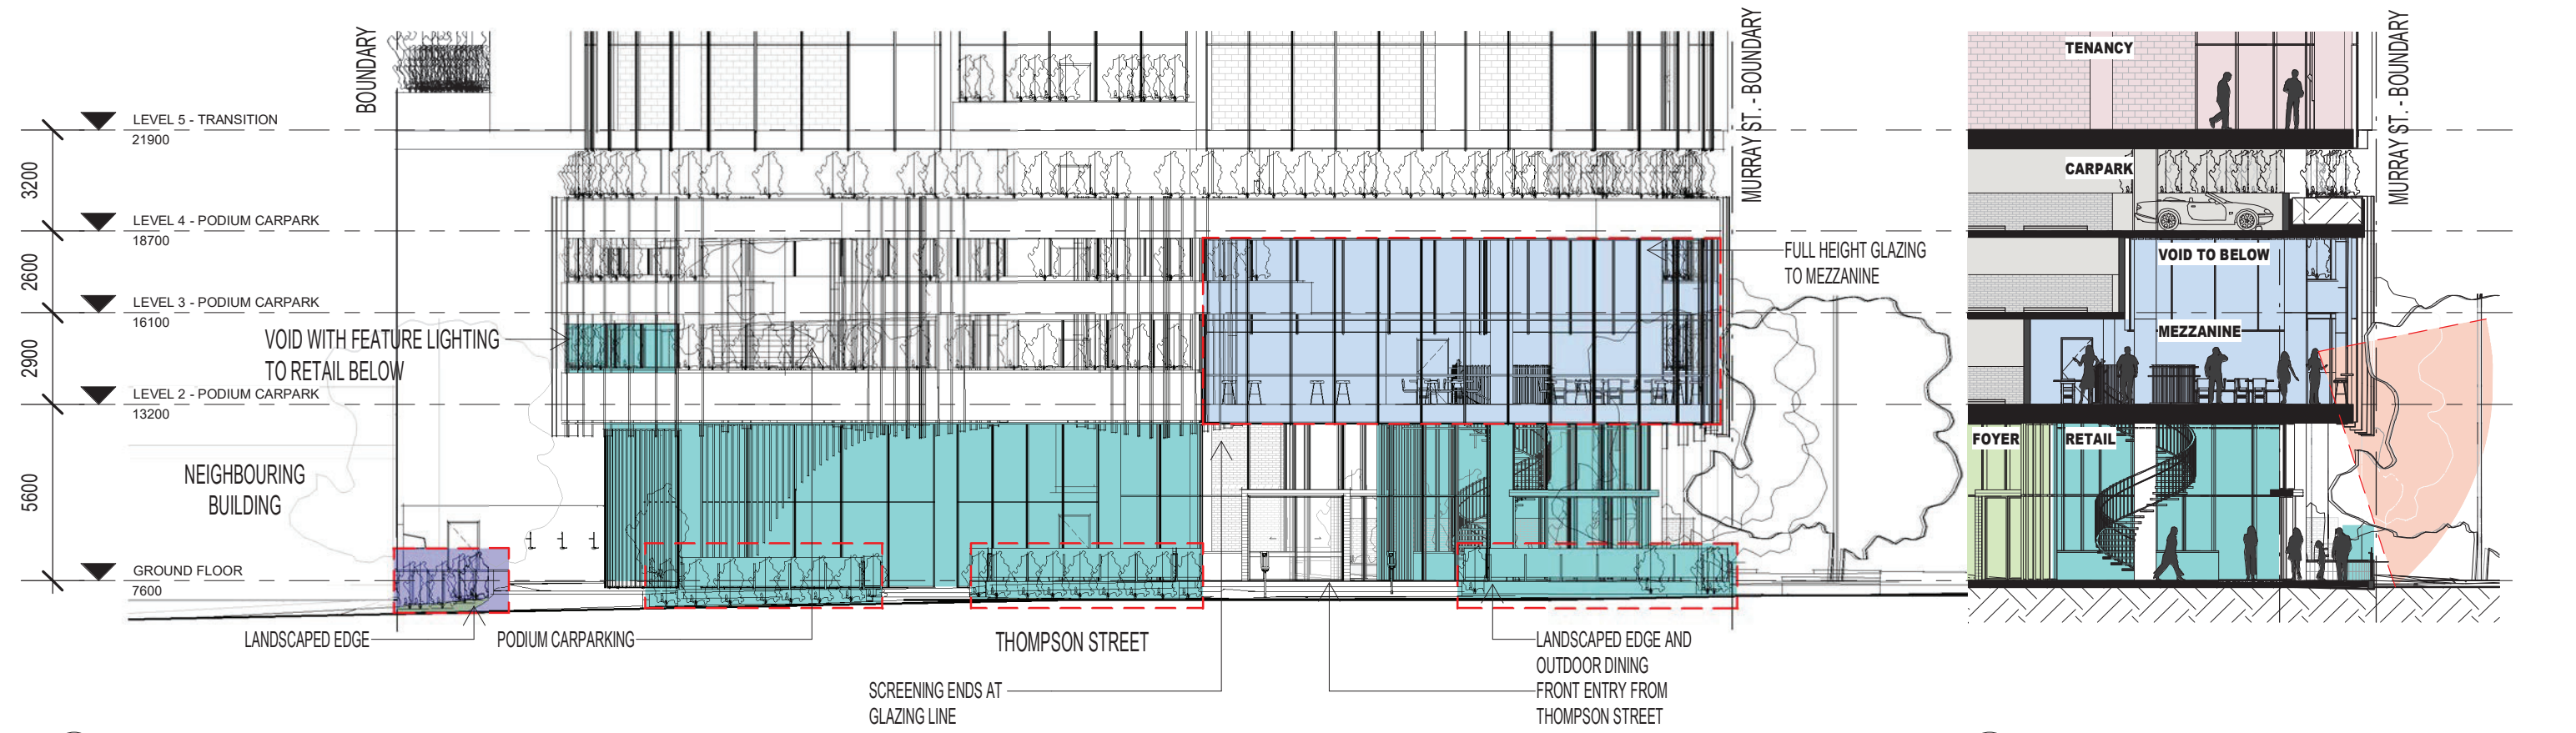 BOUNDARY
MURRAY ST. - BOUNDARY
MURRAY ST. - BOUNDARY
TENANCY
LEVEL 5 - TRANSITION
21900
3200
CARPARK
LEVEL 4 - PODIUM CARPARK
18700
FULL HEIGHT GLAZING
TO MEZZANINE
VOID TO BELOW
2600
LEVEL 3 - PODIUM CARPARK
16100
VOID WITH FEATURE LIGHTING
TO RETAIL BELOW
MEZZANINE
2900
LEVEL 2 - PODIUM CARPARK
13200
FOYER
RETAIL
NEIGHBOURING
BUILDING
5600
GROUND FLOOR
7600
LANDSCAPED EDGE
PODIUM CARPARKING
THOMPSON STREET
LANDSCAPED EDGE AND
OUTDOOR DINING
SCREENING ENDS AT
GLAZING LINE
FRONT ENTRY FROM
THOMPSON STREET